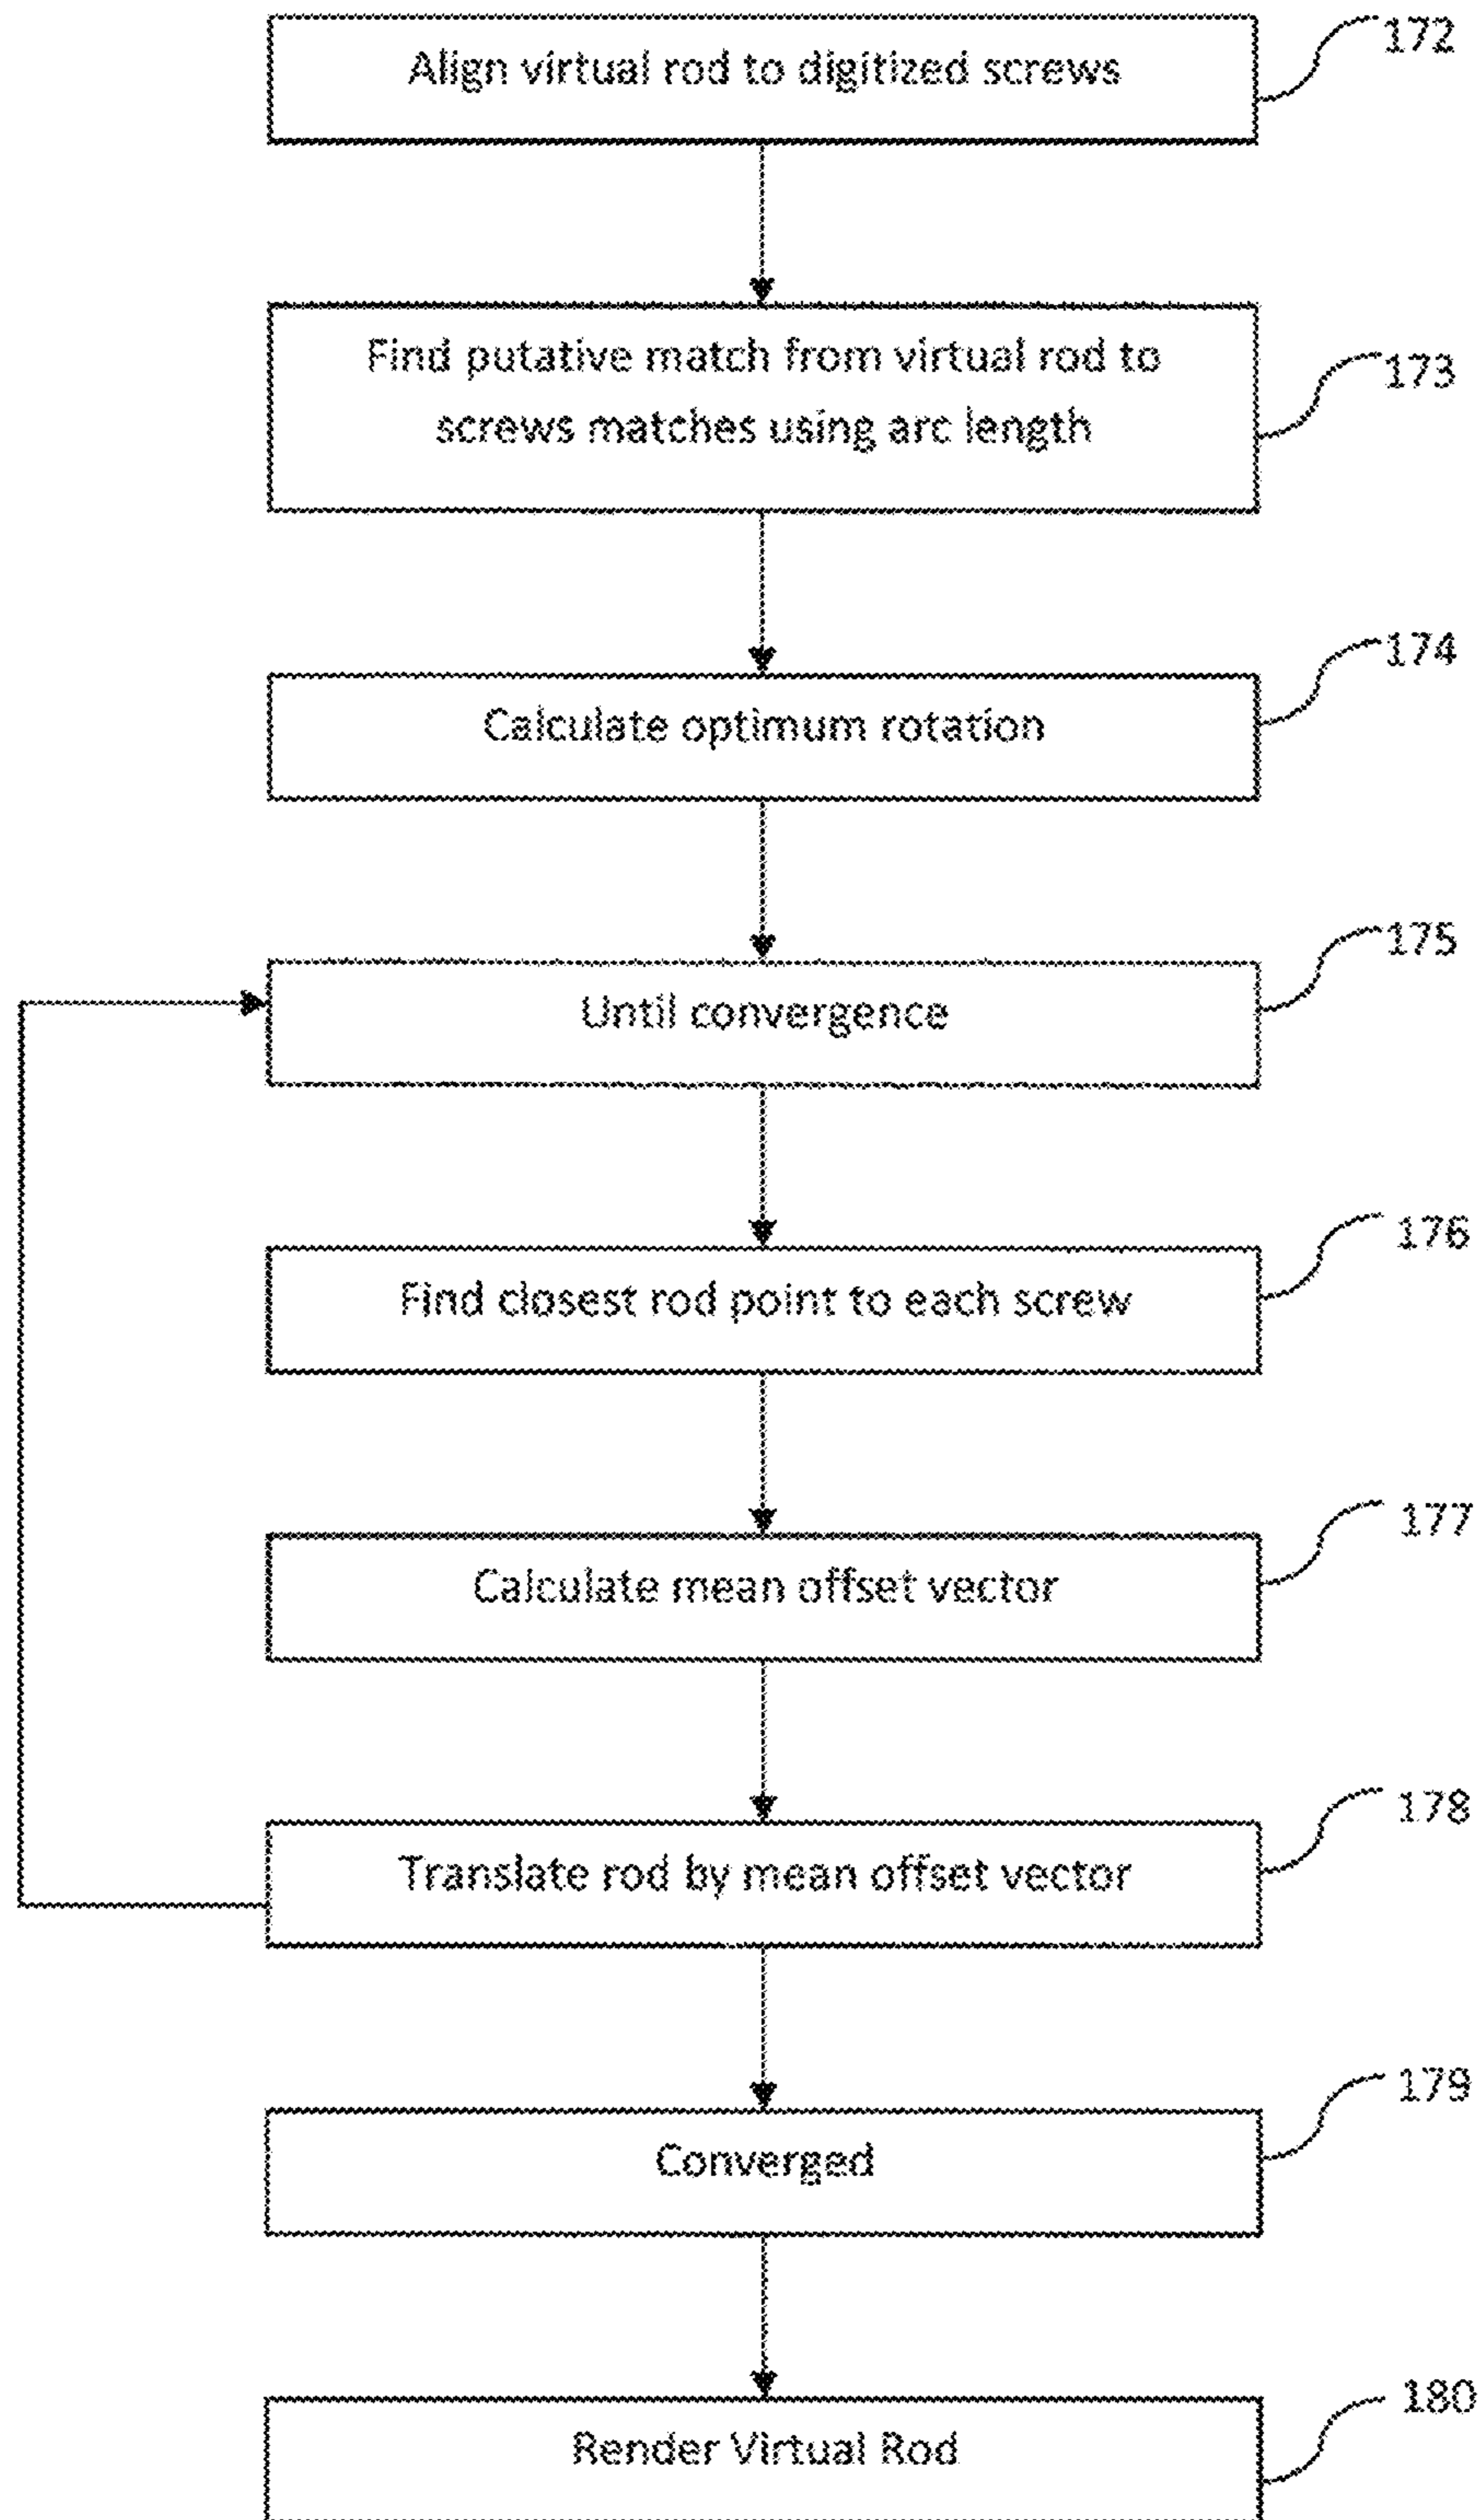 Align virtual rod to digitized screws
172
Find putative match from virtual rod to
screws matches using arc length
173
Calculate optimum rotation
174
Until convergence
175
Find closest rod point to each screw
176
Calculate mean offset vector
177
Translate rod by mean offset vector
178
Converged
179
Render Virtual Rod
180